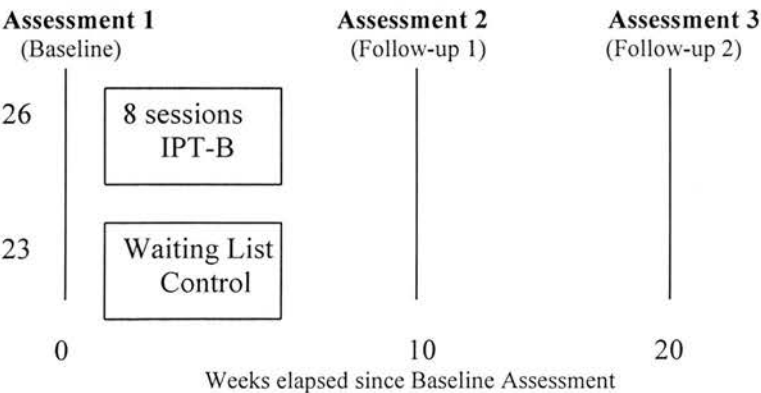 Assessment 1 Assessment 2 Assessment 3
(Baseline) (Follow-up 1) (Follow-up 2)
26 8 sessions
IPT-B
23 Waiting List
Control
0 10 20
Weeks elapsed since Baseline Assessment